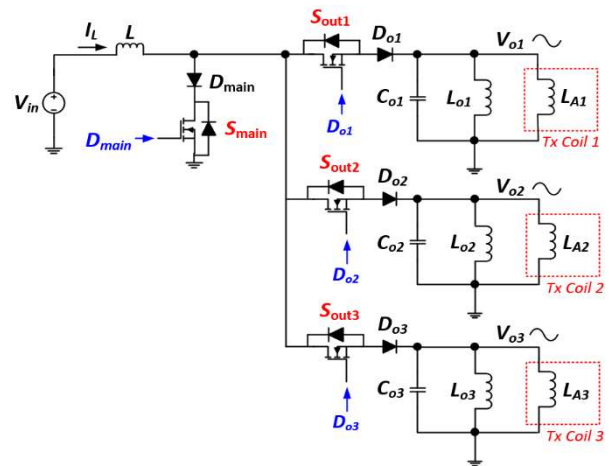 I_L
L
S_out1
D_o1
V_o1
D_main
V_in
C_o1
L_o1
L_A1
D_main
S_main
D_o1
Tx Coil 1
S_out2
D_o2
V_o2
C_o2
L_o2
L_A2
D_o2
Tx Coil 2
S_out3
D_o3
V_o3
C_o3
L_o3
L_A3
D_o3
Tx Coil 3